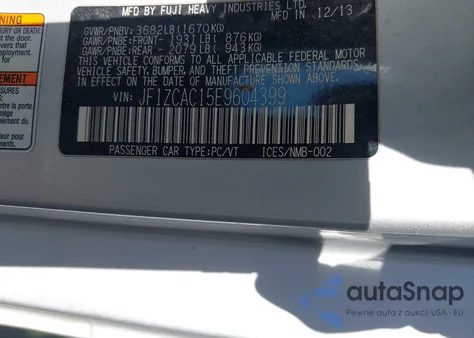 MFD BY FUJI HEAVY INDUSTRIES LTD. 12/13
GVWR/PNBV: 3682LB(1670KG)
GAWR/PNBE:FRONT- 1931LB( 876KG)
GAWR/PNBE:REAR - 2079LB( 943KG)
THIS VEHICLE CONFORMS TO ALL APPLICABLE FEDERAL MOTOR
VEHICLE SAFETY, BUMPER, AND THEFT PREVENTION STANDARDS
IN EFFECT ON THE DATE OF MANUFACTURE SHOWN ABOVE.
VIN: JF1ZCAC15E9604399
PASSENGER CAR TYPE:PC/VT ICES/NMB-002
autoSnap
Pewne auta z aukcji USA · EU